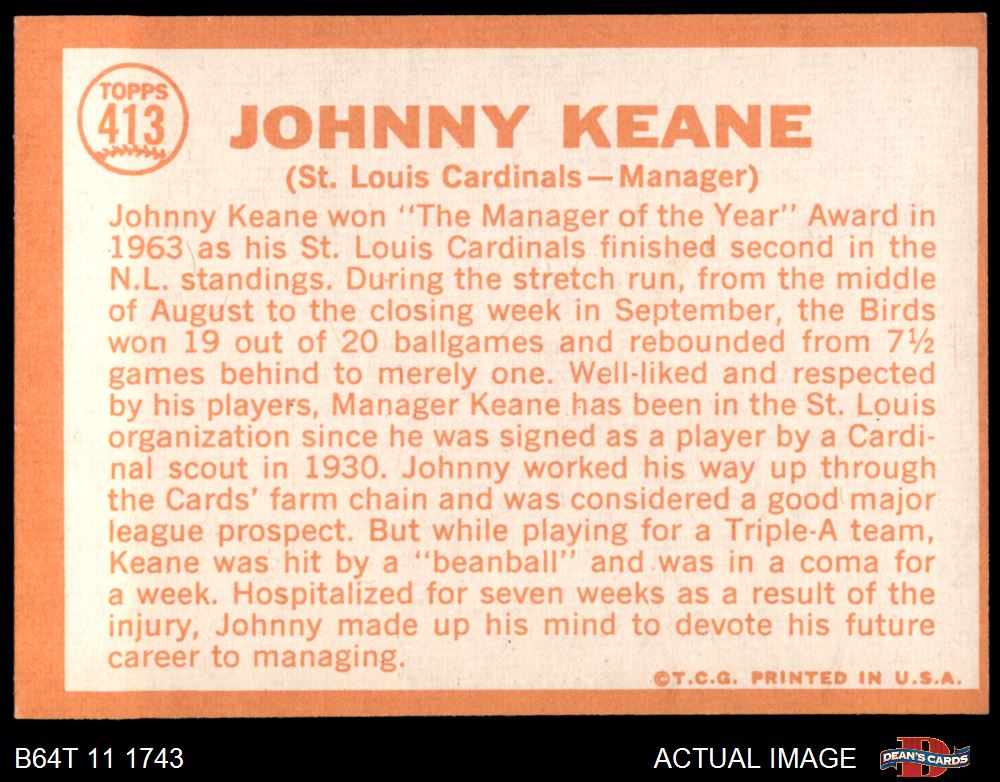 TOPPS
413
JOHNNY KEANE
(St. Louis Cardinals—Manager)
Johnny Keane won "The Manager of the Year" Award in
1963 as his St. Louis Cardinals finished second in the
N.L. standings. During the stretch run, from the middle
of August to the closing week in September, the Birds
won 19 out of 20 ballgames and rebounded from 7½
games behind to merely one. Well-liked and respected
by his players, Manager Keane has been in the St. Louis
organization since he was signed as a player by a Cardi-
nal scout in 1930. Johnny worked his way up through
the Cards' farm chain and was considered a good major
league prospect. But while playing for a Triple-A team,
Keane was hit by a "beanball" and was in a coma for
a week. Hospitalized for seven weeks as a result of the
injury, Johnny made up his mind to devote his future
career to managing.
©T.C.G. PRINTED IN U.S.A.
B64T 11 1743
ACTUAL IMAGE
D
DEAN'S CARDS